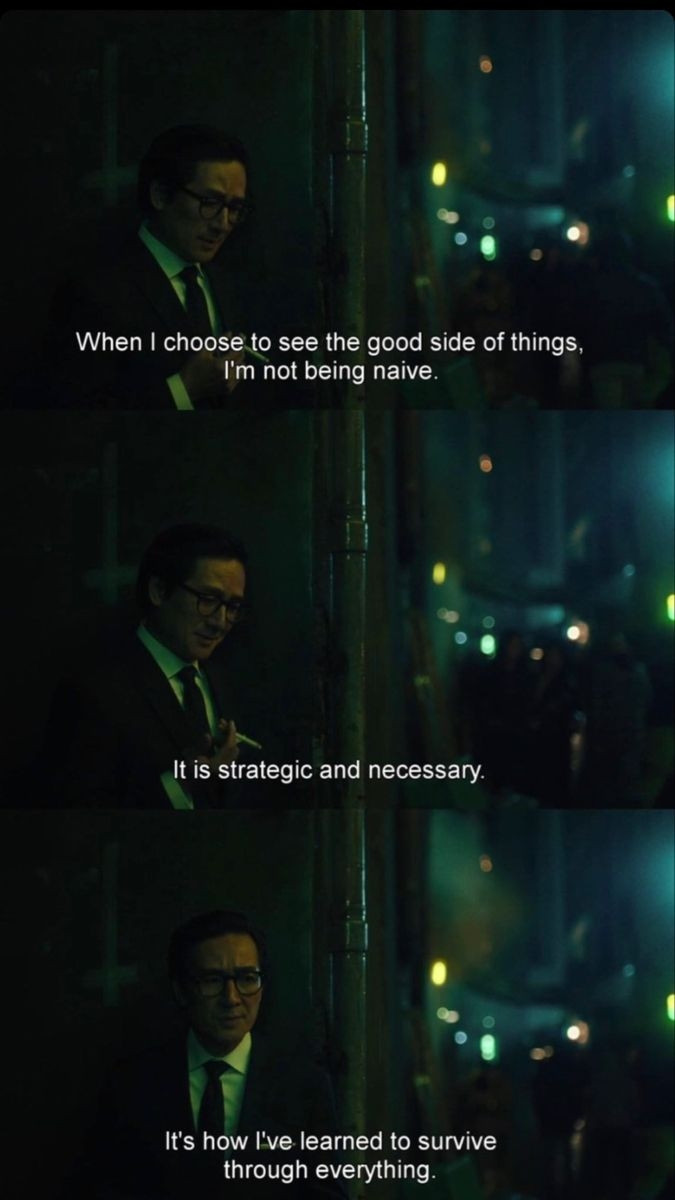 When I choose to see the good side of things,
I'm not being naive.
It is strategic and necessary.
It's how I've learned to survive
through everything.